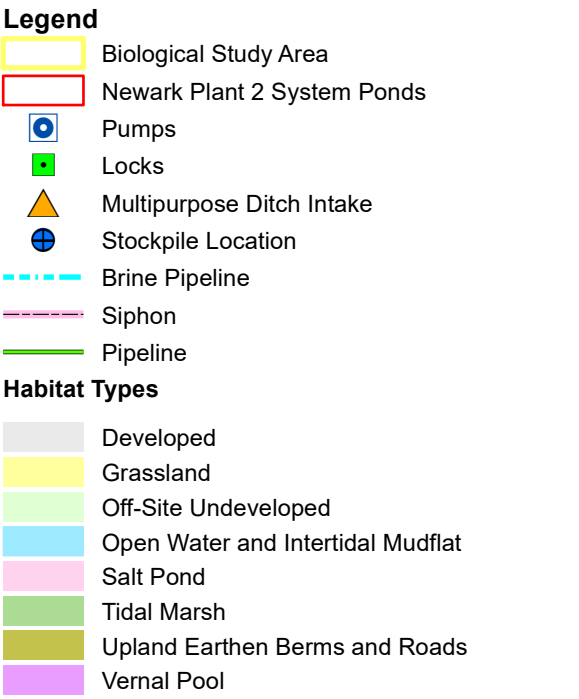 Legend
Biological Study Area
Newark Plant 2 System Ponds
Pumps
Locks
Multipurpose Ditch Intake
Stockpile Location
Brine Pipeline
Siphon
Pipeline
Habitat Types
Developed
Grassland
Off-Site Undeveloped
Open Water and Intertidal Mudflat
Salt Pond
Tidal Marsh
Upland Earthen Berms and Roads
Vernal Pool